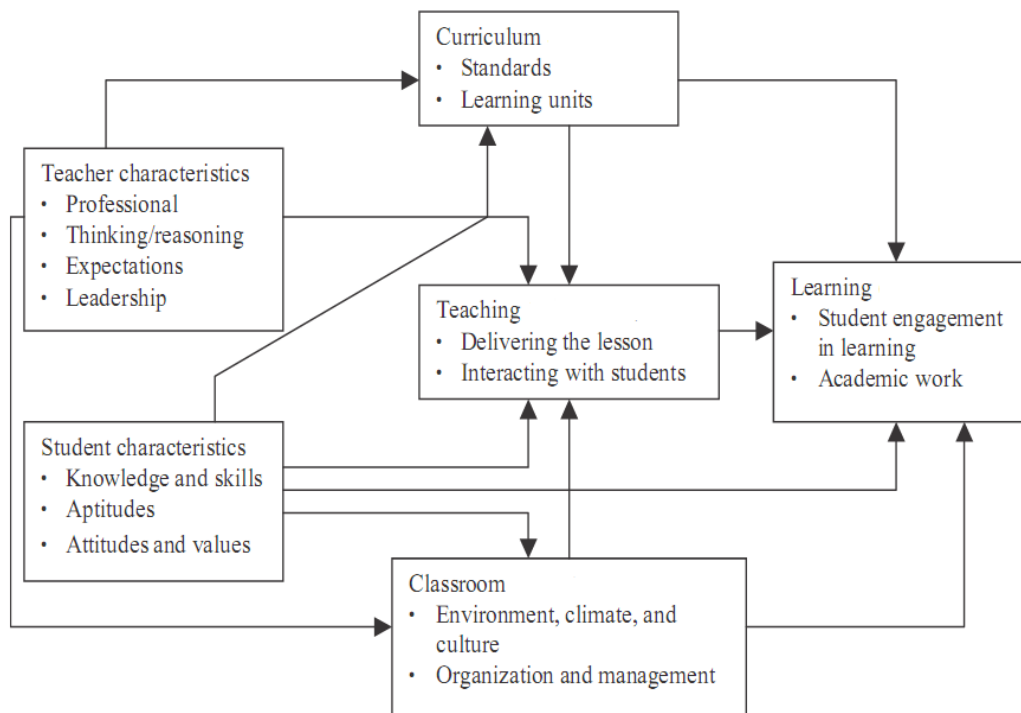 Curriculum
• Standards
• Learning units
Teacher characteristics
• Professional
• Thinking/reasoning
• Expectations
• Leadership
Teaching
• Delivering the lesson
• Interacting with students
Learning
• Student engagement
in learning
• Academic work
Student characteristics
• Knowledge and skills
• Aptitudes
• Attitudes and values
Classroom
• Environment, climate, and
culture
• Organization and management